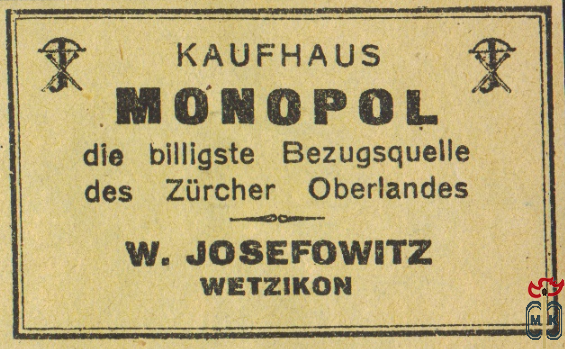 KAUFHAUS
MONOPOL
die billigste Bezugsquelle
des Zürcher Oberlandes
W. JOSEFOWITZ
WETZIKON
M K